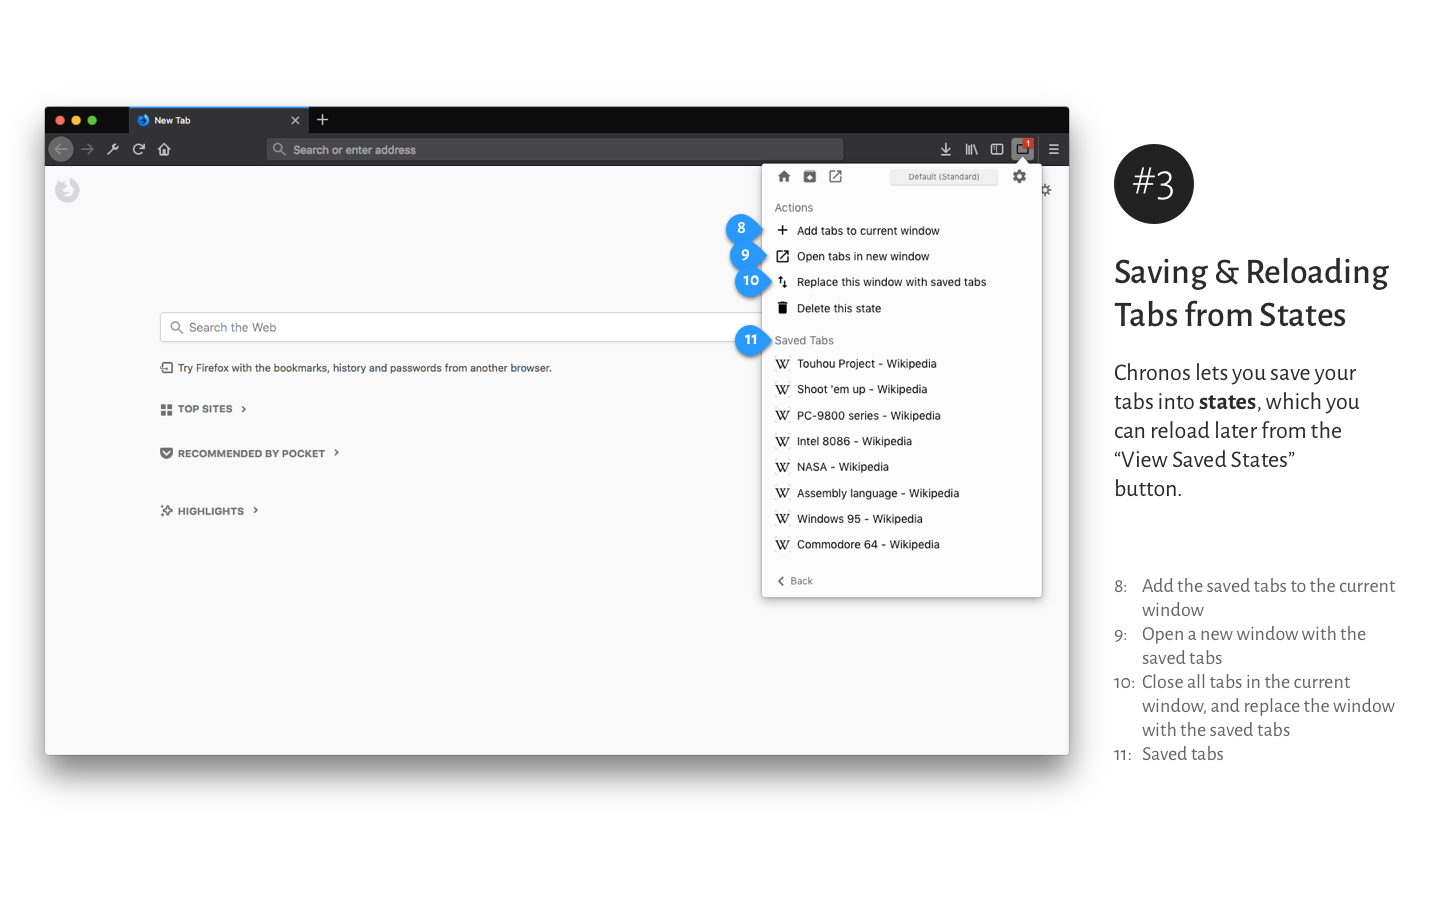 New Tab
Search or enter address
1
Default (Standard)
Actions
8
Add tabs to current window
9
Open tabs in new window
10
Replace this window with saved tabs
Delete this state
11
Saved Tabs
Touhou Project - Wikipedia
Shoot 'em up - Wikipedia
PC-9800 series - Wikipedia
Intel 8086 - Wikipedia
NASA - Wikipedia
Assembly language - Wikipedia
Windows 95 - Wikipedia
Commodore 64 - Wikipedia
Back
Search the Web
Try Firefox with the bookmarks, history and passwords from another browser.
TOP SITES
RECOMMENDED BY POCKET
HIGHLIGHTS
#3
Saving & Reloading
Tabs from States
Chronos lets you save your
tabs into states, which you
can reload later from the
“View Saved States”
button.
8: Add the saved tabs to the current
window
9: Open a new window with the
saved tabs
10: Close all tabs in the current
window, and replace the window
with the saved tabs
11: Saved tabs